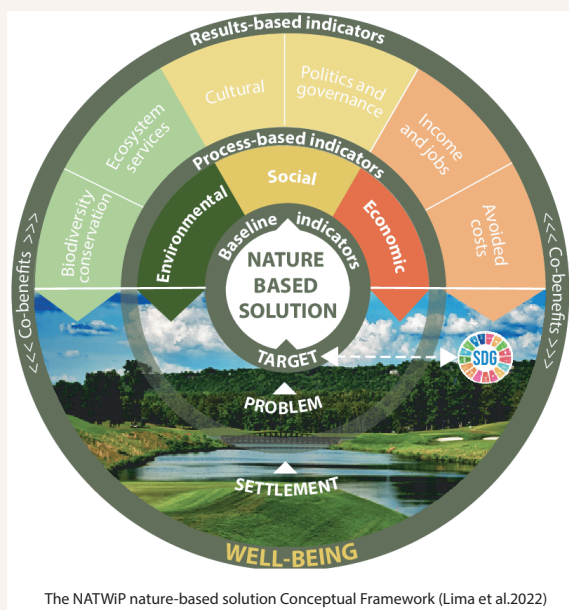 Results-based indicators
Cultural
Politics and
governance
Ecosystem
services
Income
and jobs
Biodiversity
conservation
Avoided
costs
Process-based indicators
Environmental
Social
Economic
Baseline indicators
<<< Co-benefits >>>
<<< Co-benefits >>>
NATURE
BASED
SOLUTION
TARGET
SDG
PROBLEM
SETTLEMENT
WELL-BEING
The NATWiP nature-based solution Conceptual Framework (Lima et al.2022)